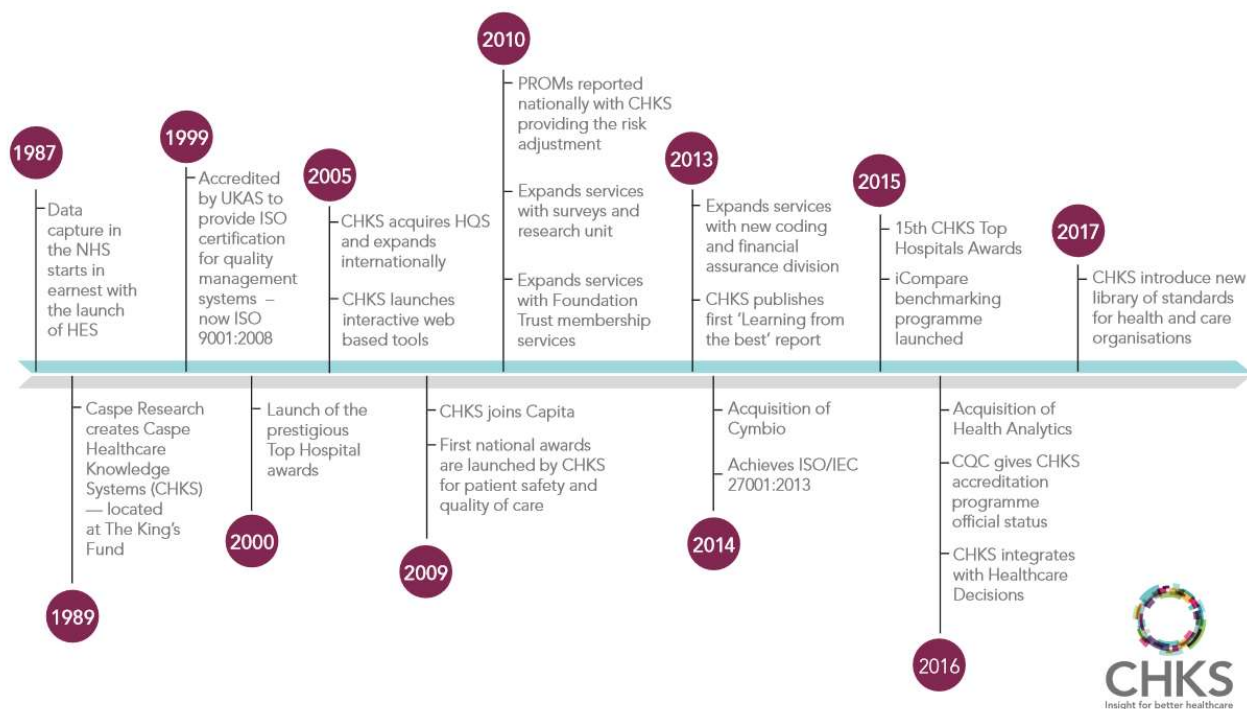 1987
Data
capture in
the NHS
starts in
earnest with
the launch
of HES
1989
Caspe Research
creates Caspe
Healthcare
Knowledge
Systems (CHKS)
— located
at The King's
Fund
1999
Accredited
by UKAS to
provide ISO
certification
for quality
management
systems –
now ISO
9001:2008
2000
Launch of the
prestigious
Top Hospital
awards
2005
CHKS acquires HQS
and expands
internationally
CHKS launches
interactive web
based tools
2009
CHKS joins Capita
First national awards
are launched by CHKS
for patient safety and
quality of care
2010
PROMs reported
nationally with CHKS
providing the risk
adjustment
Expands services
with surveys and
research unit
Expands services
with Foundation
Trust membership
services
2013
Expands services
with new coding
and financial
assurance division
CHKS publishes
first 'Learning from
the best' report
2014
Acquisition of
Cymbio
Achieves ISO/IEC
27001:2013
2015
15th CHKS Top
Hospitals Awards
iCompare
benchmarking
programme
launched
2016
Acquisition of
Health Analytics
CQC gives CHKS
accreditation
programme
official status
CHKS integrates
with Healthcare
Decisions
2017
CHKS introduce new
library of standards
for health and care
organisations
CHKS
Insight for better healthcare